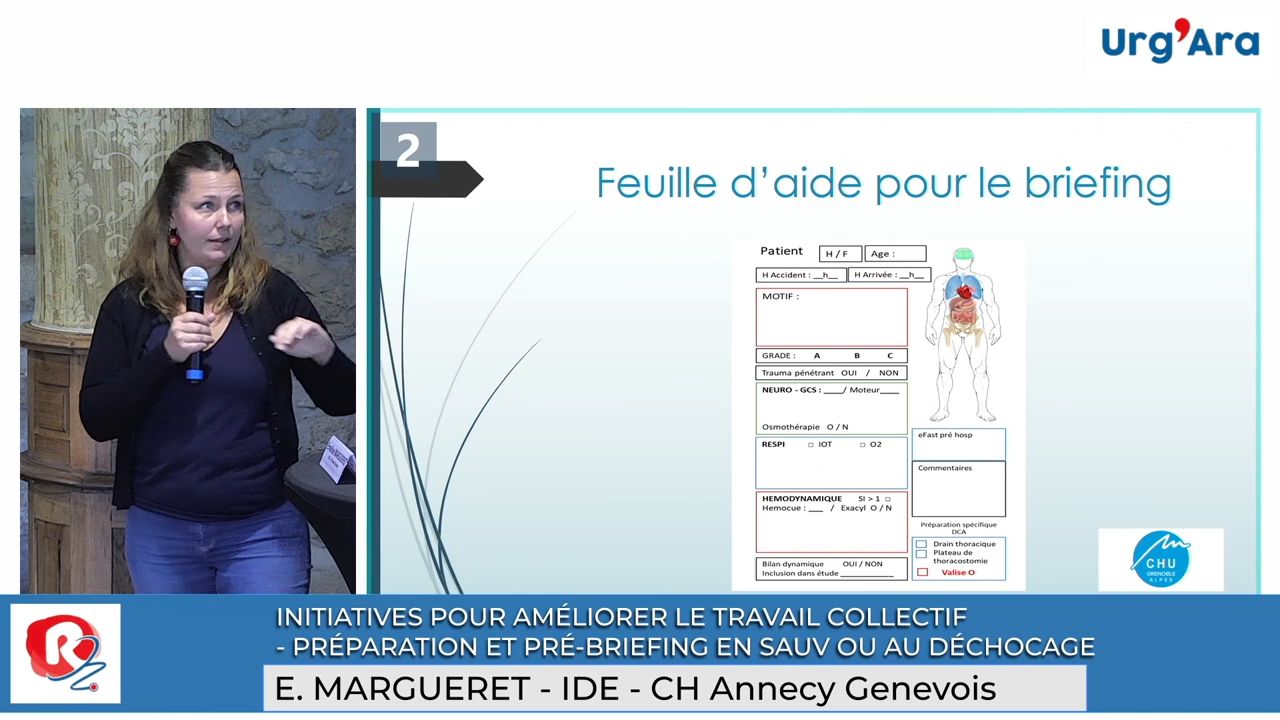 Urg'Ara
2
Feuille d'aide pour le briefing
Patient
H / F
Age :
H Accident : __h__
H Arrivée : __h__
MOTIF :
GRADE : A B C
Trauma pénétrant OUI / NON
NEURO - GCS : ____/ Moteur____
Osmothérapie O / N
RESPI □ IOT □ O2
HEMODYNAMIQUE SI > 1 □
Hemocue : ___ / Exacyl O / N
Bilan dynamique OUI / NON
Inclusion dans étude ___________
eFast pré hosp
Commentaires
Préparation spécifique
DCA
□ Drain thoracique
□ Plateau de
thoracostomie
□ Valise O
CHU
GRENOBLE
ALPES
R
INITIATIVES POUR AMÉLIORER LE TRAVAIL COLLECTIF
- PRÉPARATION ET PRÉ-BRIEFING EN SAUV OU AU DÉCHOCAGE
E. MARGUERET - IDE - CH Annecy Genevois